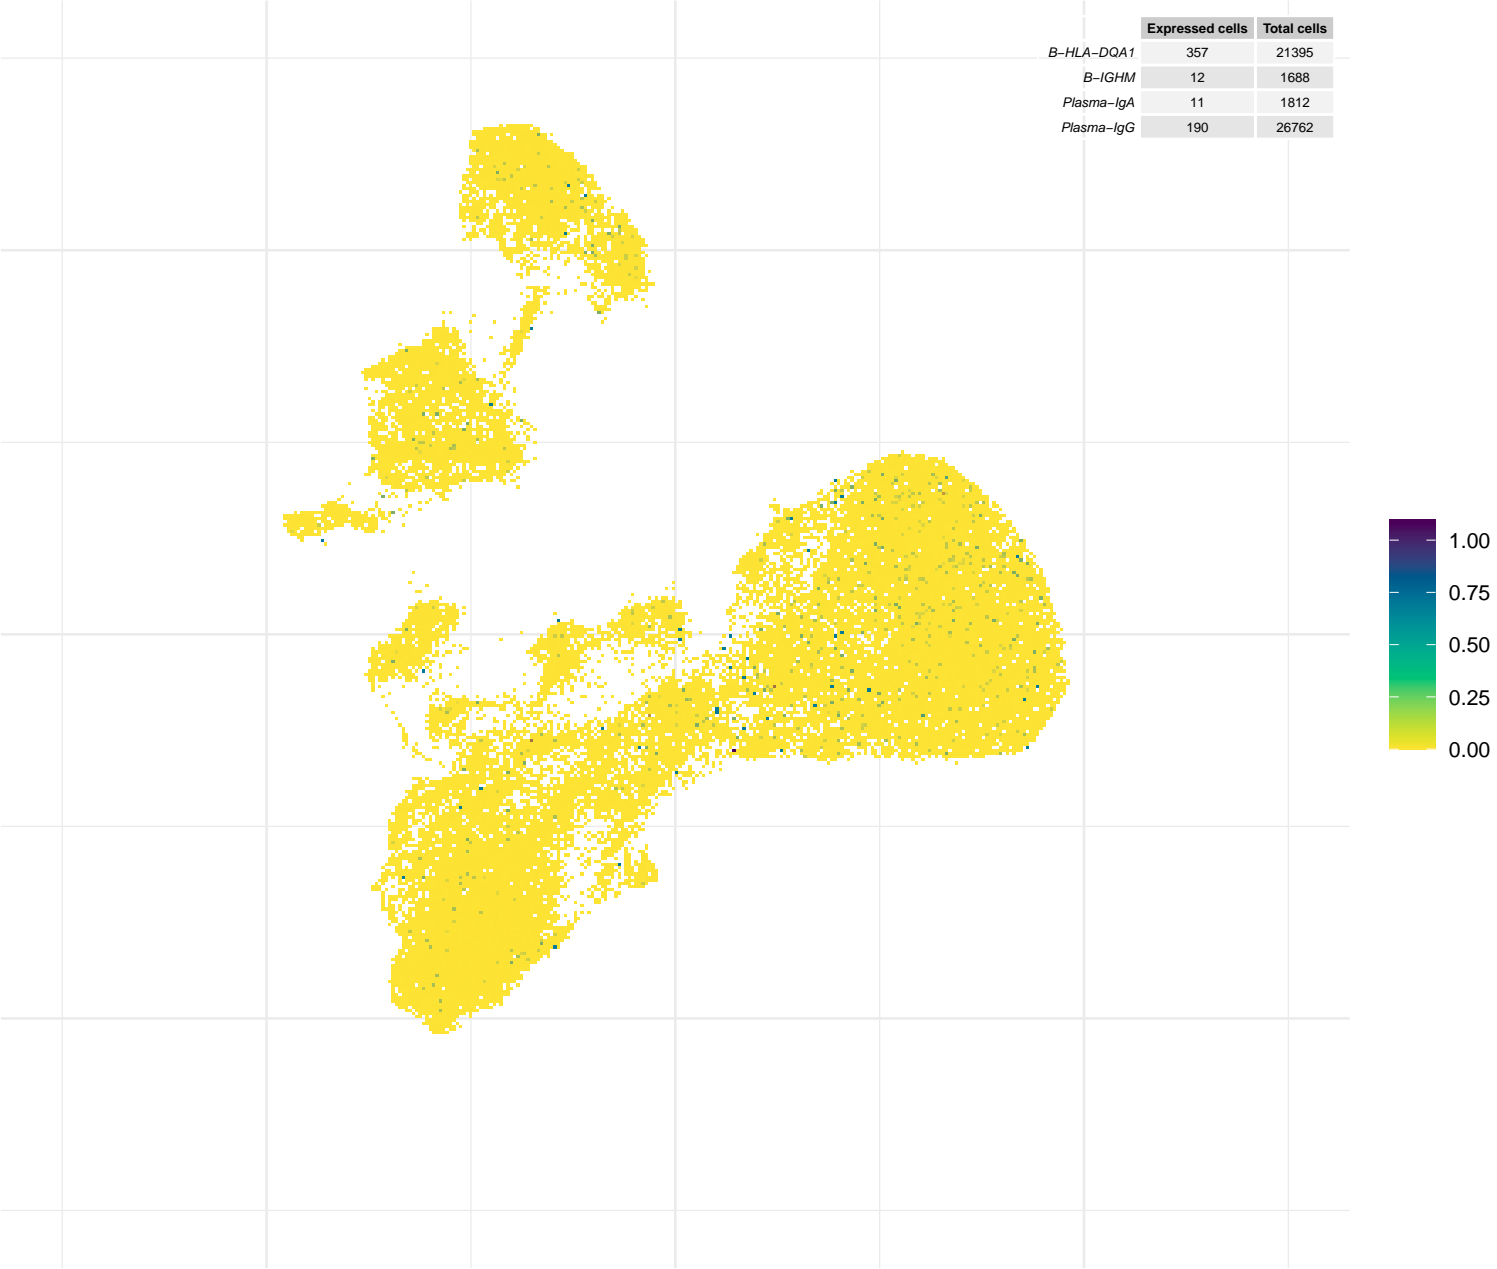 Expressed cells Total cells
B−HLA−DQA1 357 21395
B−IGHM 12 1688
Plasma−IgA 11 1812
Plasma−IgG 190 26762
1.00
0.75
0.50
0.25
0.00